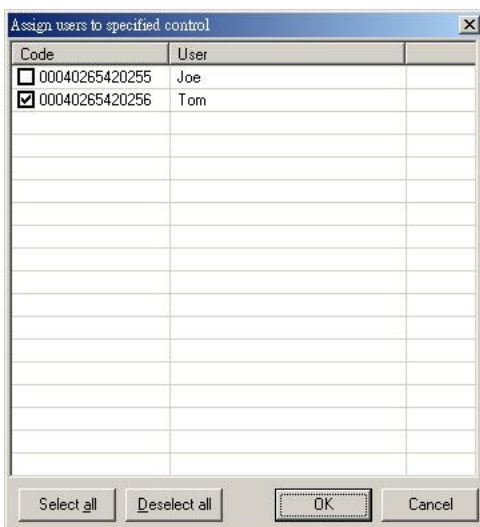 Assign users to specified control
Code User
00040265420255 Joe
00040265420256 Tom
Select all Deselect all OK Cancel